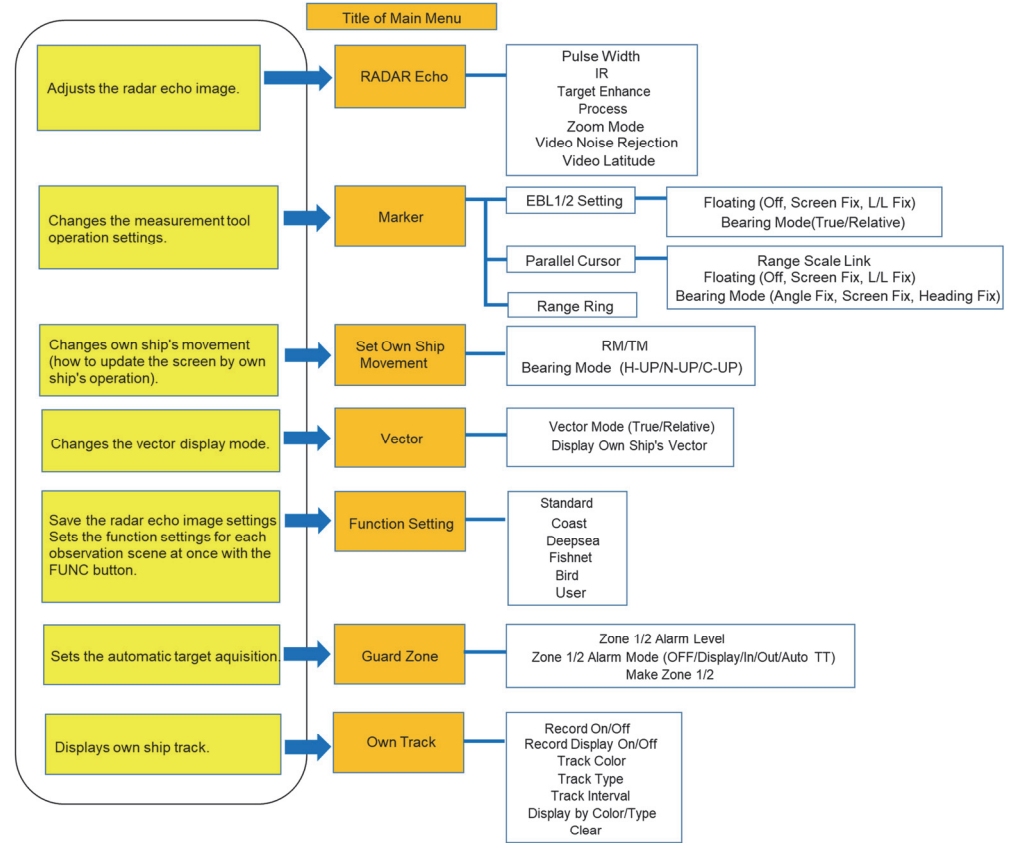 Title of Main Menu
Adjusts the radar echo image.
RADAR Echo
Pulse Width
IR
Target Enhance
Process
Zoom Mode
Video Noise Rejection
Video Latitude
Changes the measurement tool
operation settings.
Marker
EBL1/2 Setting
Floating (Off, Screen Fix, L/L Fix)
Bearing Mode(True/Relative)
Parallel Cursor
Range Scale Link
Floating (Off, Screen Fix, L/L Fix)
Bearing Mode (Angle Fix, Screen Fix, Heading Fix)
Range Ring
Changes own ship's movement
(how to update the screen by own
ship's operation).
Set Own Ship
Movement
RM/TM
Bearing Mode (H-UP/N-UP/C-UP)
Changes the vector display mode.
Vector
Vector Mode (True/Relative)
Display Own Ship's Vector
Save the radar echo image settings
Sets the function settings for each
observation scene at once with the
FUNC button.
Function Setting
Standard
Coast
Deepsea
Fishnet
Bird
User
Sets the automatic target aquisition.
Guard Zone
Zone 1/2 Alarm Level
Zone 1/2 Alarm Mode (OFF/Display/In/Out/Auto TT)
Make Zone 1/2
Displays own ship track.
Own Track
Record On/Off
Record Display On/Off
Track Color
Track Type
Track Interval
Display by Color/Type
Clear